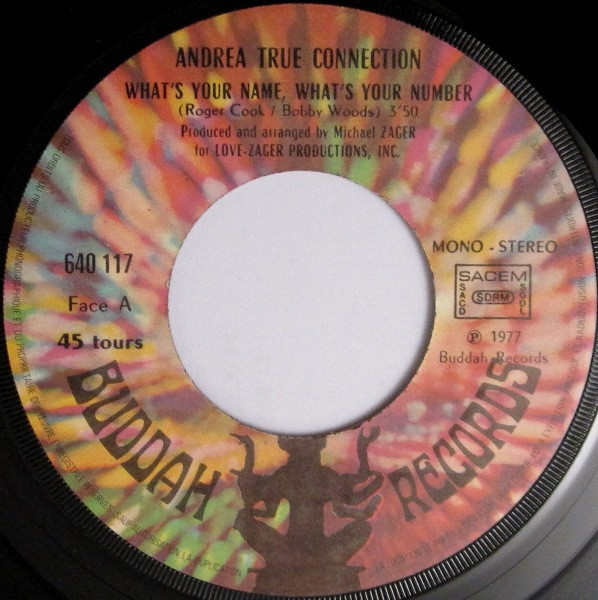 ANDREA TRUE CONNECTION
WHAT'S YOUR NAME, WHAT'S YOUR NUMBER
(Roger Cook / Bobby Woods) 3'50
Produced and arranged by Michael ZAGER
for LOVE-ZAGER PRODUCTIONS, INC.
640 117
Face A
45 tours
MONO - STEREO
SACEM
SACD
SDRM
SGDL
℗ 1977
Buddah Records
BUDDAH RECORDS